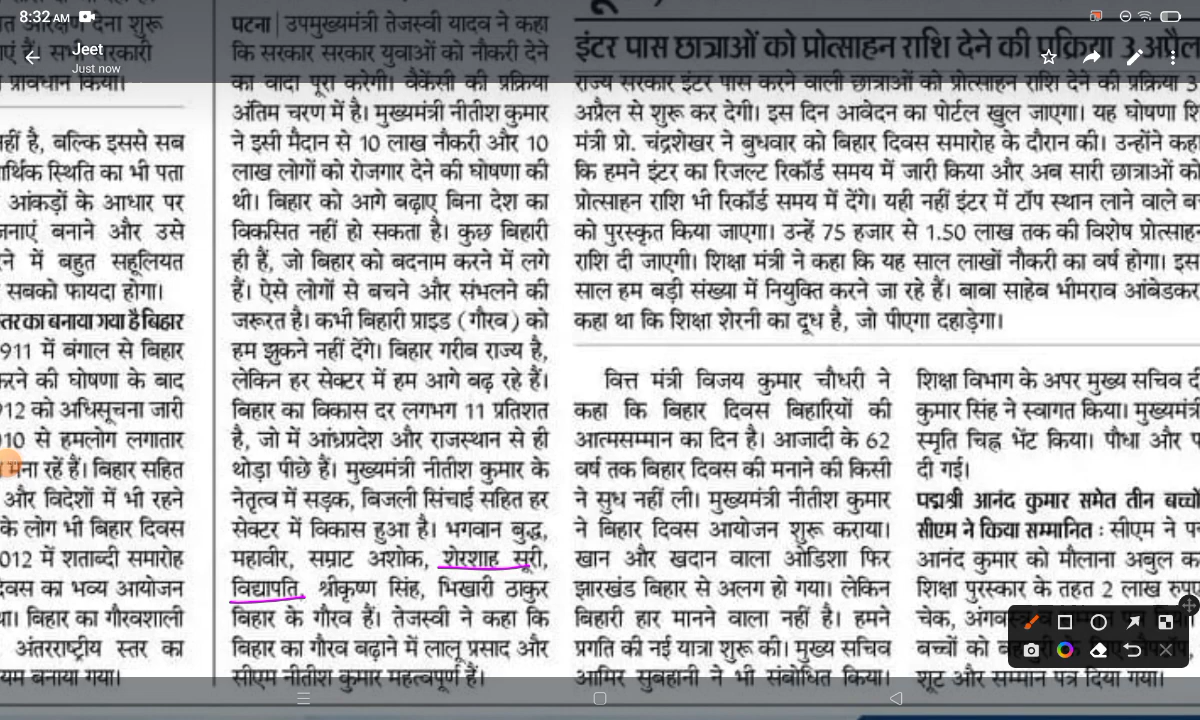 8:32 AM
Jeet
Just now
त आरक्षण देना शुरू
प्रावधान किया।
नहीं है, बल्कि इससे सब
र्थिक स्थिति का भी पता
आंकड़ों के आधार पर
जनाएं बनाने और उसे
रने में बहुत सहूलियत
सबको फायदा होगा।
स्तर का बनाया गया है बिहार
911 में बंगाल से बिहार
करने की घोषणा के बाद
912 को अधिसूचना जारी
010 से हमलोग लगातार
मना रहें हैं। बिहार सहित
और विदेशों में भी रहने
के लोग भी बिहार दिवस
012 में शताब्दी समारोह
देवस का भव्य आयोजन
था। बिहार का गौरवशाली
अंतरराष्ट्रीय स्तर का
यम बनाया गया।
पटना | उपमुख्यमंत्री तेजस्वी यादव ने कहा
कि सरकार सरकार युवाओं को नौकरी देने
का वादा पूरा करेगी। वैकेंसी की प्रक्रिया
अंतिम चरण में है। मुख्यमंत्री नीतीश कुमार
ने इसी मैदान से 10 लाख नौकरी और 10
लाख लोगों को रोजगार देने की घोषणा की
थी। बिहार को आगे बढ़ाए बिना देश का
विकसित नहीं हो सकता है। कुछ बिहारी
ही हैं, जो बिहार को बदनाम करने में लगे
हैं। ऐसे लोगों से बचने और संभलने की
जरूरत है। कभी बिहारी प्राइड (गौरव) को
हम झुकने नहीं देंगे। बिहार गरीब राज्य है,
लेकिन हर सेक्टर में हम आगे बढ़ रहे हैं।
बिहार का विकास दर लगभग 11 प्रतिशत
है, जो में आंध्रप्रदेश और राजस्थान से ही
थोड़ा पीछे हैं। मुख्यमंत्री नीतीश कुमार के
नेतृत्व में सड़क, बिजली सिंचाई सहित हर
सेक्टर में विकास हुआ है। भगवान बुद्ध,
महावीर, सम्राट अशोक, शेरशाह सूरी,
विद्यापति, श्रीकृष्ण सिंह, भिखारी ठाकुर
बिहार के गौरव हैं। तेजस्वी ने कहा कि
बिहार का गौरव बढ़ाने में लालू प्रसाद और
सीएम नीतीश कुमार महत्वपूर्ण हैं।
इंटर पास छात्राओं को प्रोत्साहन राशि देने की प्रक्रिया 3 अप्रैल
राज्य सरकार इंटर पास करने वाली छात्राओं को प्रोत्साहन राशि देने की प्रक्रिया 3
अप्रैल से शुरू कर देगी। इस दिन आवेदन का पोर्टल खुल जाएगा। यह घोषणा शि
मंत्री प्रो. चंद्रशेखर ने बुधवार को बिहार दिवस समारोह के दौरान की। उन्होंने कहा
कि हमने इंटर का रिजल्ट रिकॉर्ड समय में जारी किया और अब सारी छात्राओं को
प्रोत्साहन राशि भी रिकॉर्ड समय में देंगे। यही नहीं इंटर में टॉप स्थान लाने वाले ब
को पुरस्कृत किया जाएगा। उन्हें 75 हजार से 1.50 लाख तक की विशेष प्रोत्साहन
राशि दी जाएगी। शिक्षा मंत्री ने कहा कि यह साल लाखों नौकरी का वर्ष होगा। इस
साल हम बड़ी संख्या में नियुक्ति करने जा रहे हैं। बाबा साहेब भीमराव आंबेडकर
कहा था कि शिक्षा शेरनी का दूध है, जो पीएगा दहाड़ेगा।
वित्त मंत्री विजय कुमार चौधरी ने
कहा कि बिहार दिवस बिहारियों की
आत्मसम्मान का दिन है। आजादी के 62
वर्ष तक बिहार दिवस की मनाने की किसी
ने सुध नहीं ली। मुख्यमंत्री नीतीश कुमार
ने बिहार दिवस आयोजन शुरू कराया।
खान और खदान वाला ओडिशा फिर
झारखंड बिहार से अलग हो गया। लेकिन
बिहारी हार मानने वाला नहीं है। हमने
प्रगति की नई यात्रा शुरू की। मुख्य सचिव
आमिर सुबहानी ने भी संबोधित किया।
शिक्षा विभाग के अपर मुख्य सचिव दी
कुमार सिंह ने स्वागत किया। मुख्यमंत्री
स्मृति चिह्न भेंट किया। पौधा और प
दी गई।
पद्मश्री आनंद कुमार समेत तीन बच्चों
सीएम ने किया सम्मानित : सीएम ने प
आनंद कुमार को मौलाना अबुल क
शिक्षा पुरस्कार के तहत 2 लाख रुप
चेक,
बच्चों को
शूट और सम्मान पत्र दिया गया।